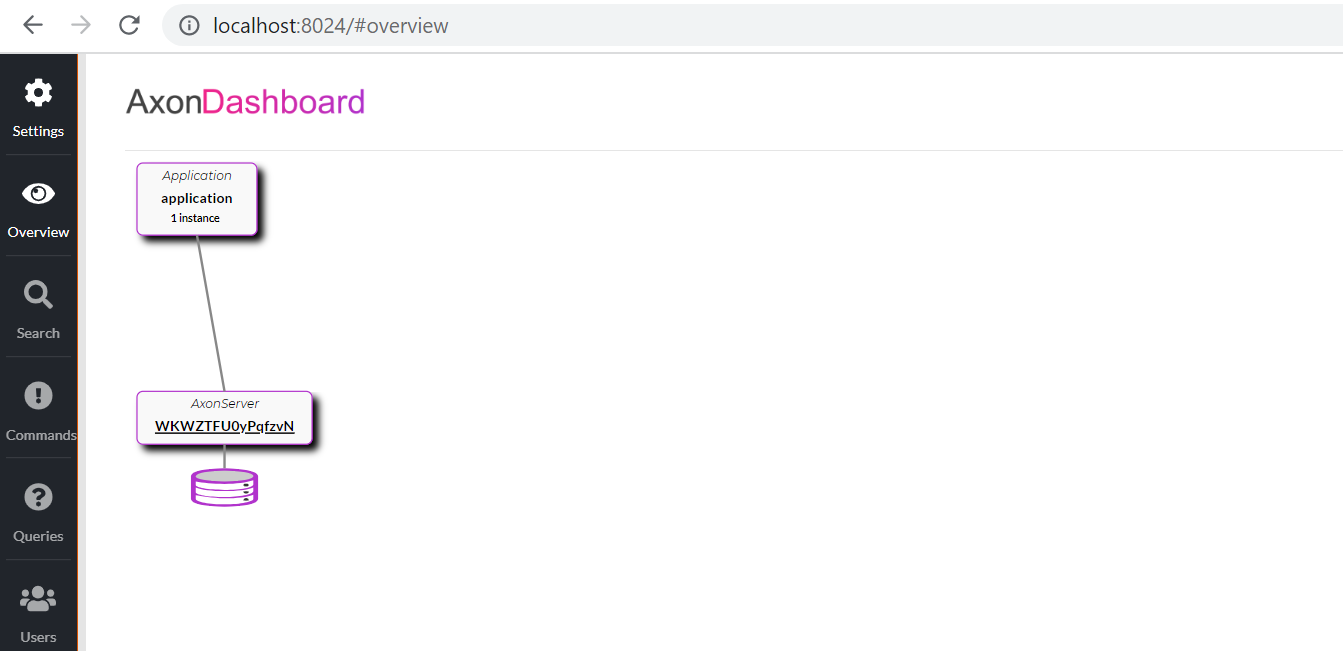 localhost:8024/#overview
Settings
Overview
Search
Commands
Queries
Users
AxonDashboard
Application
application
1 instance
AxonServer
WKWZTFU0yPqfzvN